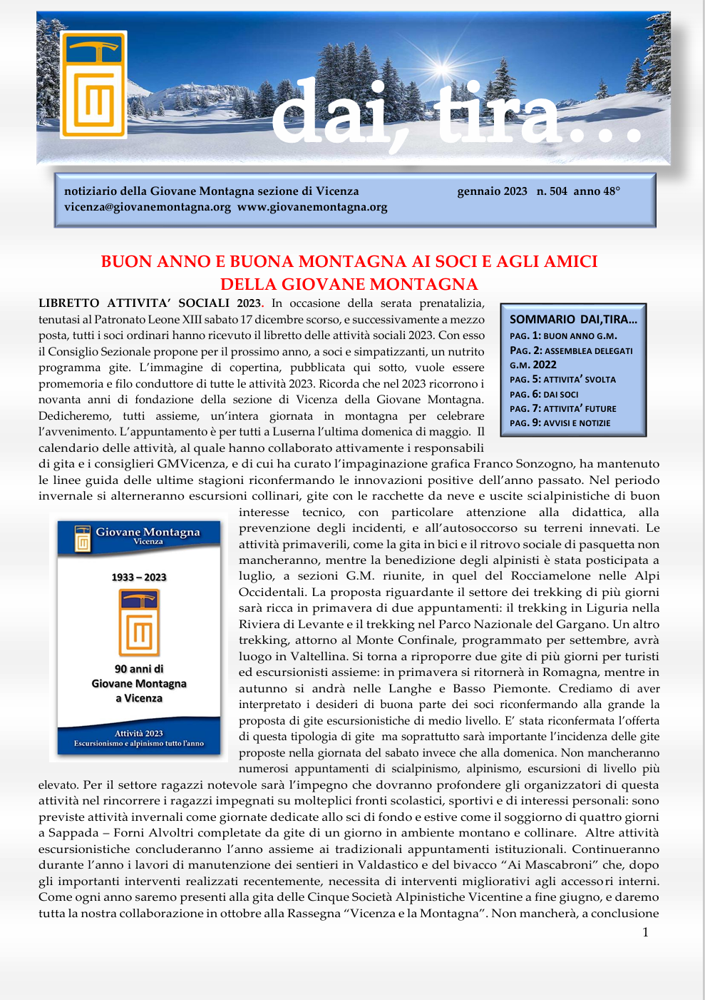 dai, tira...
notiziario della Giovane Montagna sezione di Vicenza gennaio 2023 n. 504 anno 48°
vicenza@giovanemontagna.org www.giovanemontagna.org
BUON ANNO E BUONA MONTAGNA AI SOCI E AGLI AMICI
DELLA GIOVANE MONTAGNA
LIBRETTO ATTIVITA’ SOCIALI 2023. In occasione della serata prenatalizia,
tenutasi al Patronato Leone XIII sabato 17 dicembre scorso, e successivamente a mezzo
posta, tutti i soci ordinari hanno ricevuto il libretto delle attività sociali 2023. Con esso
il Consiglio Sezionale propone per il prossimo anno, a soci e simpatizzanti, un nutrito
programma gite. L’immagine di copertina, pubblicata qui sotto, vuole essere
promemoria e filo conduttore di tutte le attività 2023. Ricorda che nel 2023 ricorrono i
novanta anni di fondazione della sezione di Vicenza della Giovane Montagna.
Dedicheremo, tutti assieme, un’intera giornata in montagna per celebrare
l’avvenimento. L’appuntamento è per tutti a Luserna l’ultima domenica di maggio. Il
calendario delle attività, al quale hanno collaborato attivamente i responsabili
SOMMARIO DAI,TIRA...
PAG. 1: BUON ANNO G.M.
PAG. 2: ASSEMBLEA DELEGATI
G.M. 2022
PAG. 5: ATTIVITA’ SVOLTA
PAG. 6: DAI SOCI
PAG. 7: ATTIVITA’ FUTURE
PAG. 9: AVVISI E NOTIZIE
di gita e i consiglieri GMVicenza, e di cui ha curato l’impaginazione grafica Franco Sonzogno, ha mantenuto
le linee guida delle ultime stagioni riconfermando le innovazioni positive dell’anno passato. Nel periodo
invernale si alterneranno escursioni collinari, gite con le racchette da neve e uscite scialpinistiche di buon
interesse tecnico, con particolare attenzione alla didattica, alla
prevenzione degli incidenti, e all’autosoccorso su terreni innevati. Le
attività primaverili, come la gita in bici e il ritrovo sociale di pasquetta non
mancheranno, mentre la benedizione degli alpinisti è stata posticipata a
luglio, a sezioni G.M. riunite, in quel del Rocciamelone nelle Alpi
Occidentali. La proposta riguardante il settore dei trekking di più giorni
sarà ricca in primavera di due appuntamenti: il trekking in Liguria nella
Riviera di Levante e il trekking nel Parco Nazionale del Gargano. Un altro
trekking, attorno al Monte Confinale, programmato per settembre, avrà
luogo in Valtellina. Si torna a riproporre due gite di più giorni per turisti
ed escursionisti assieme: in primavera si ritornerà in Romagna, mentre in
autunno si andrà nelle Langhe e Basso Piemonte. Crediamo di aver
interpretato i desideri di buona parte dei soci riconfermando alla grande la
proposta di gite escursionistiche di medio livello. E’ stata riconfermata l’offerta
di questa tipologia di gite ma soprattutto sarà importante l’incidenza delle gite
proposte nella giornata del sabato invece che alla domenica. Non mancheranno
numerosi appuntamenti di scialpinismo, alpinismo, escursioni di livello più
Giovane Montagna
Vicenza
1933 – 2023
90 anni di
Giovane Montagna
a Vicenza
Attività 2023
Escursionismo e alpinismo tutto l’anno
elevato. Per il settore ragazzi notevole sarà l’impegno che dovranno profondere gli organizzatori di questa
attività nel rincorrere i ragazzi impegnati su molteplici fronti scolastici, sportivi e di interessi personali: sono
previste attività invernali come giornate dedicate allo sci di fondo e estive come il soggiorno di quattro giorni
a Sappada – Forni Alvoltri completate da gite di un giorno in ambiente montano e collinare. Altre attività
escursionistiche concluderanno l’anno assieme ai tradizionali appuntamenti istituzionali. Continueranno
durante l’anno i lavori di manutenzione dei sentieri in Valdastico e del bivacco “Ai Mascabroni” che, dopo
gli importanti interventi realizzati recentemente, necessita di interventi migliorativi agli accessori interni.
Come ogni anno saremo presenti alla gita delle Cinque Società Alpinistiche Vicentine a fine giugno, e daremo
tutta la nostra collaborazione in ottobre alla Rassegna “Vicenza e la Montagna”. Non mancherà, a conclusione
1